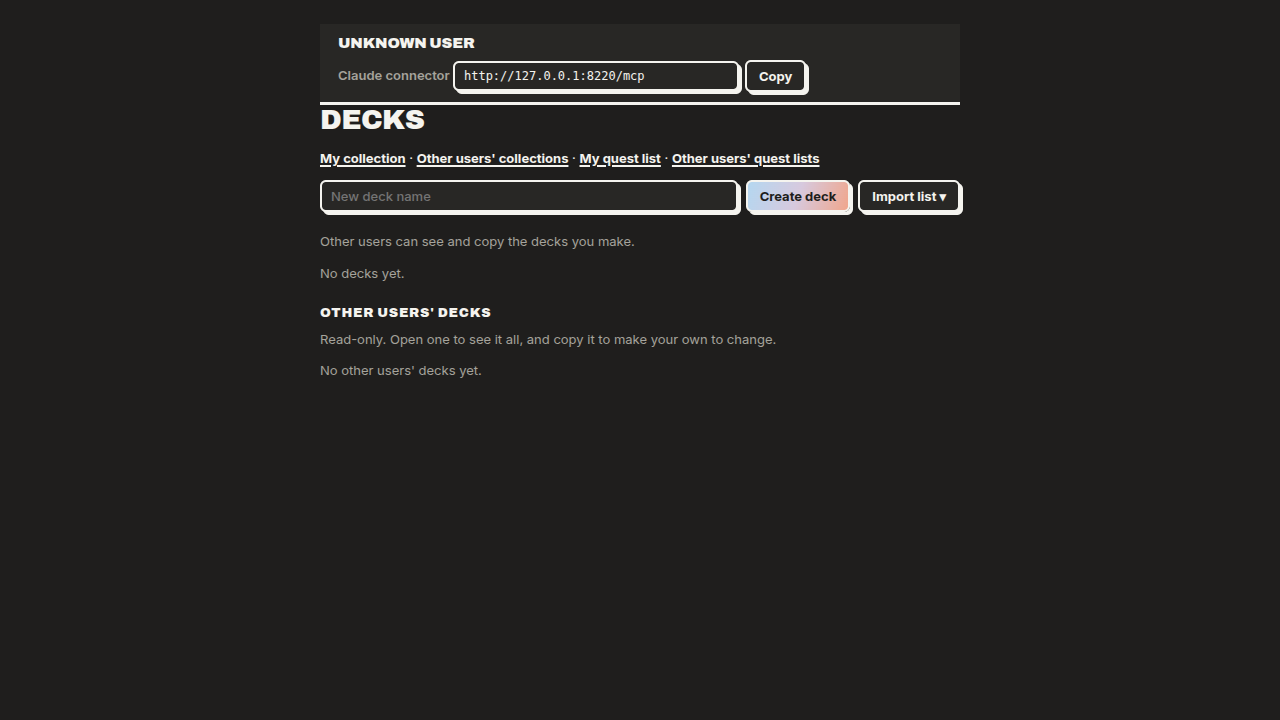 UNKNOWN USER
Claude connector http://127.0.0.1:8220/mcp Copy
DECKS
My collection · Other users' collections · My quest list · Other users' quest lists
New deck name Create deck Import list ▾
Other users can see and copy the decks you make.
No decks yet.
OTHER USERS' DECKS
Read-only. Open one to see it all, and copy it to make your own to change.
No other users' decks yet.